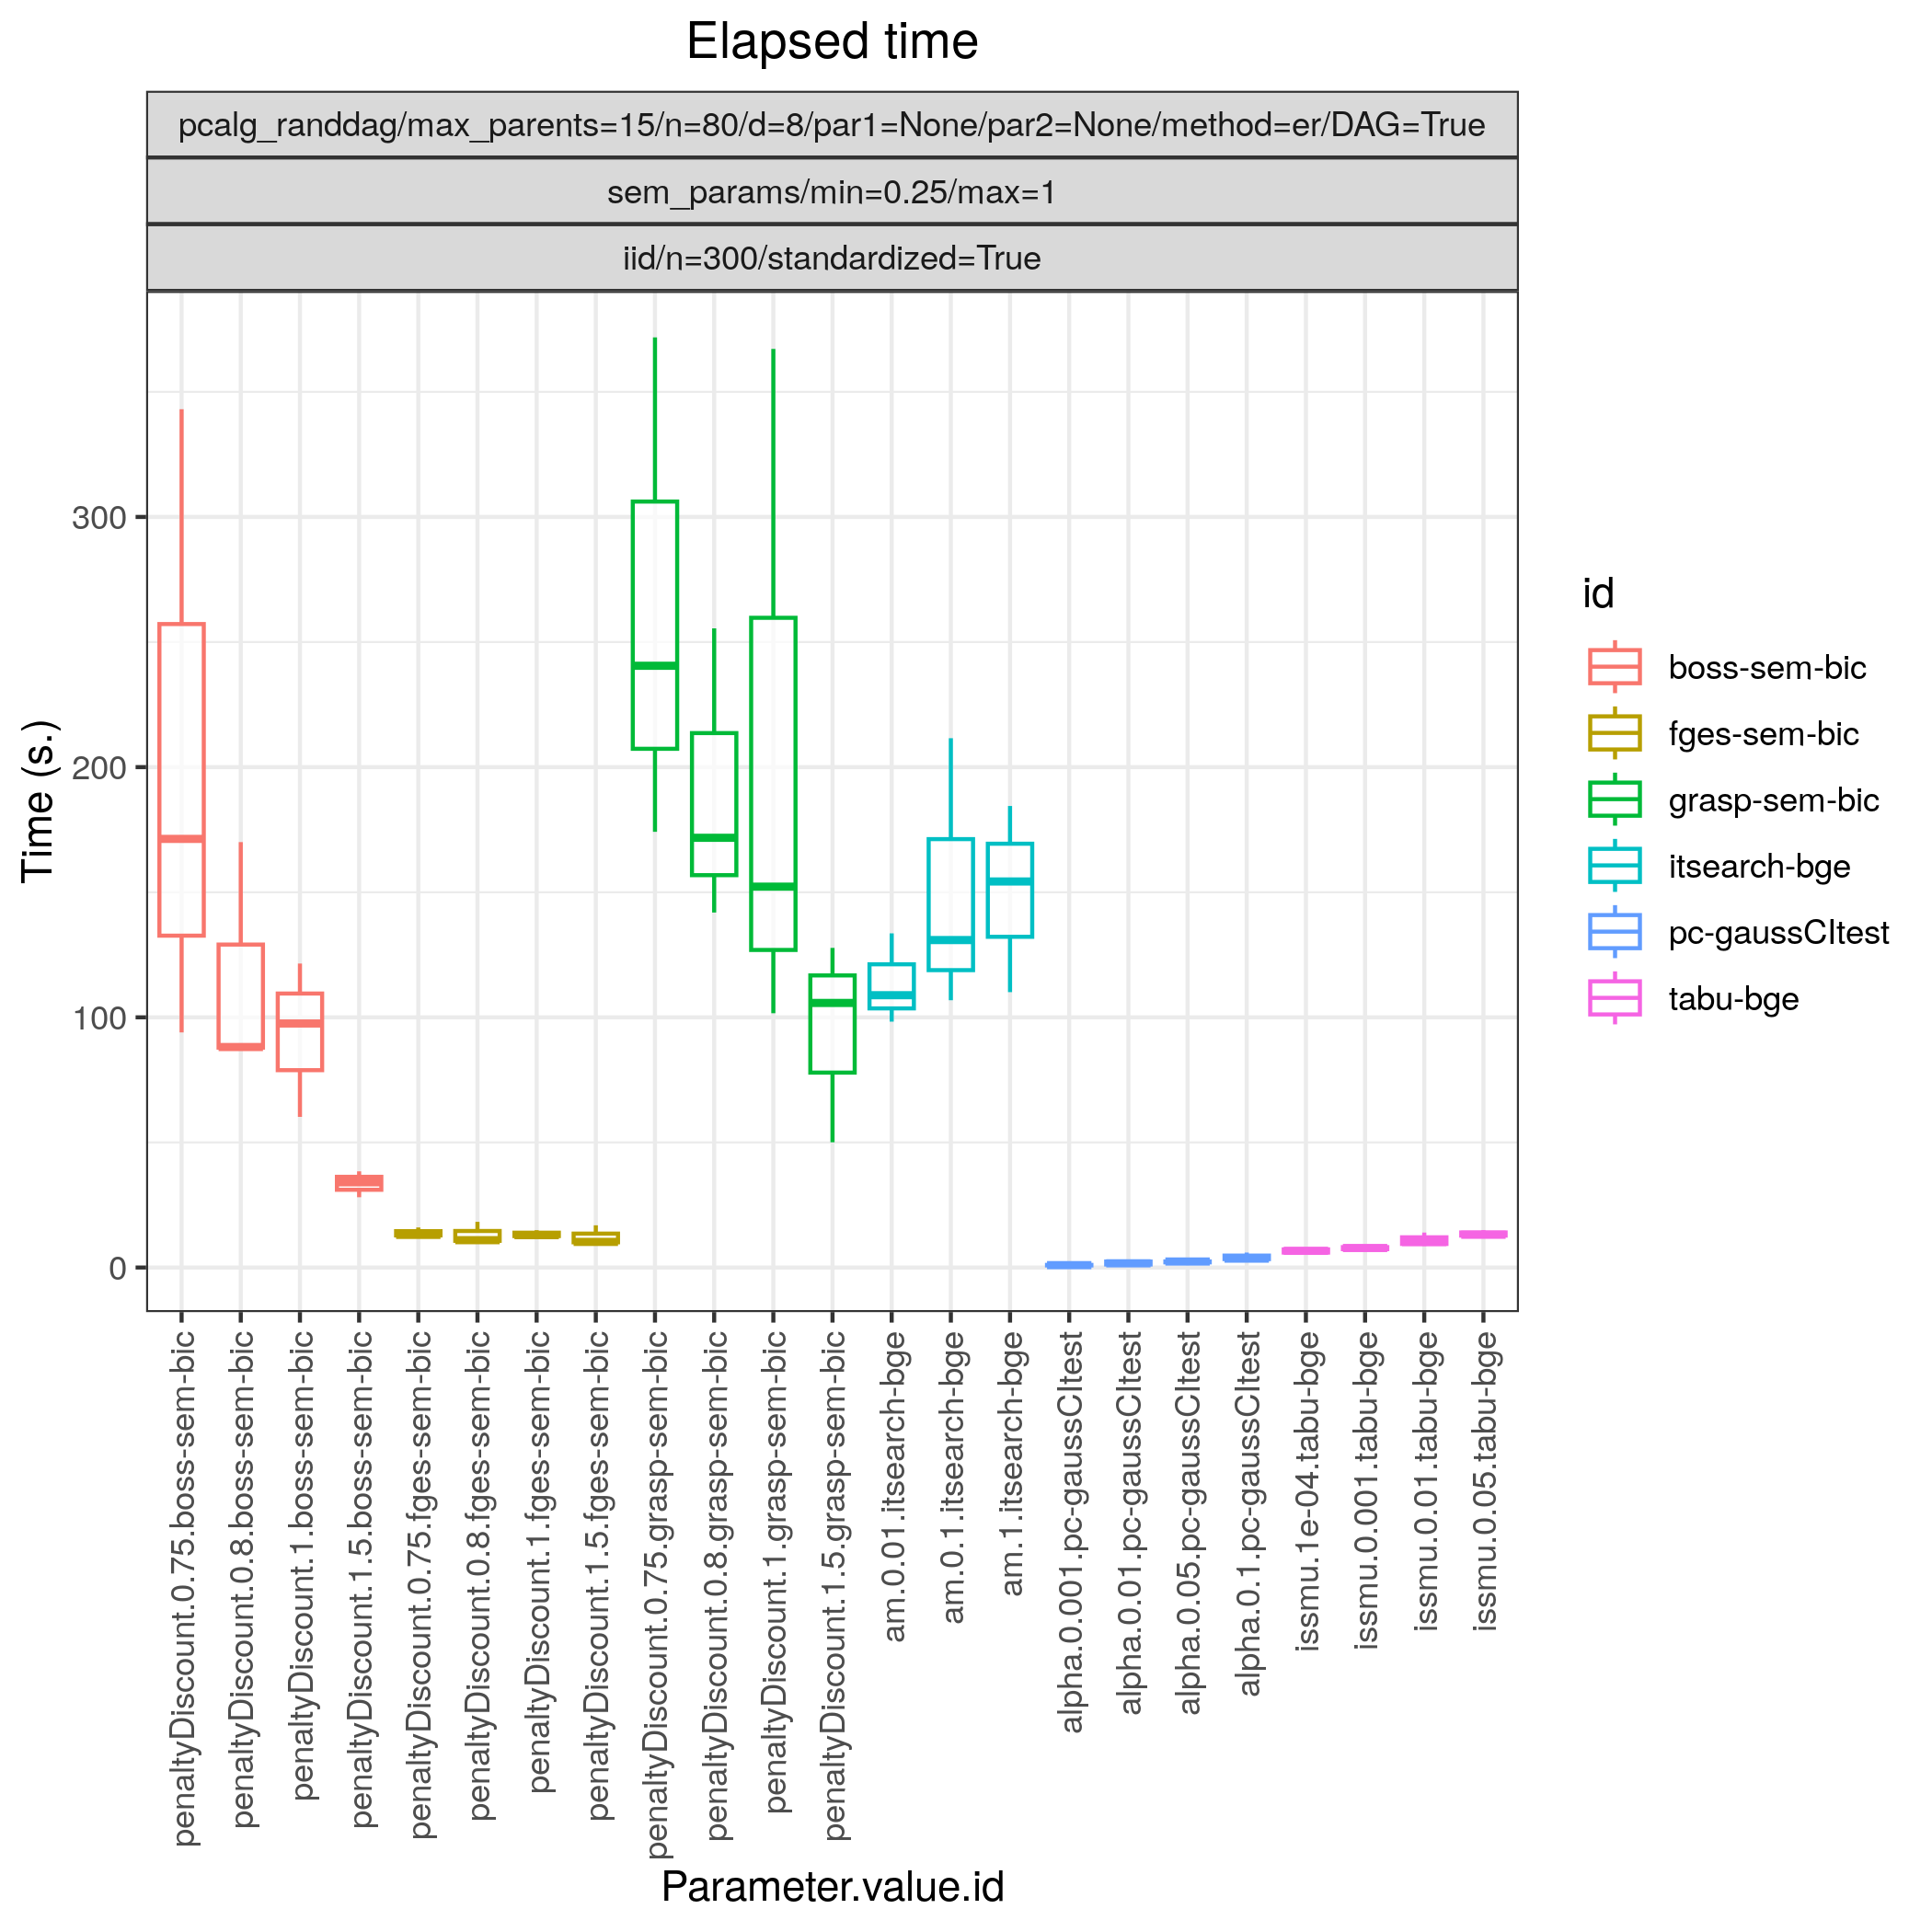 Elapsed time
pcalg_randdag/max_parents=15/n=80/d=8/par1=None/par2=None/method=er/DAG=True
sem_params/min=0.25/max=1
iid/n=300/standardized=True
Time (s.)
300
200
100
0
penaltyDiscount.0.75.boss-sem-bic
penaltyDiscount.0.8.boss-sem-bic
penaltyDiscount.1.boss-sem-bic
penaltyDiscount.1.5.boss-sem-bic
penaltyDiscount.0.75.fges-sem-bic
penaltyDiscount.0.8.fges-sem-bic
penaltyDiscount.1.fges-sem-bic
penaltyDiscount.1.5.fges-sem-bic
penaltyDiscount.0.75.grasp-sem-bic
penaltyDiscount.0.8.grasp-sem-bic
penaltyDiscount.1.grasp-sem-bic
penaltyDiscount.1.5.grasp-sem-bic
am.0.01.itsearch-bge
am.0.1.itsearch-bge
am.1.itsearch-bge
alpha.0.001.pc-gaussCItest
alpha.0.01.pc-gaussCItest
alpha.0.05.pc-gaussCItest
alpha.0.1.pc-gaussCItest
issmu.1e-04.tabu-bge
issmu.0.001.tabu-bge
issmu.0.01.tabu-bge
issmu.0.05.tabu-bge
Parameter.value.id
id
boss-sem-bic
fges-sem-bic
grasp-sem-bic
itsearch-bge
pc-gaussCItest
tabu-bge